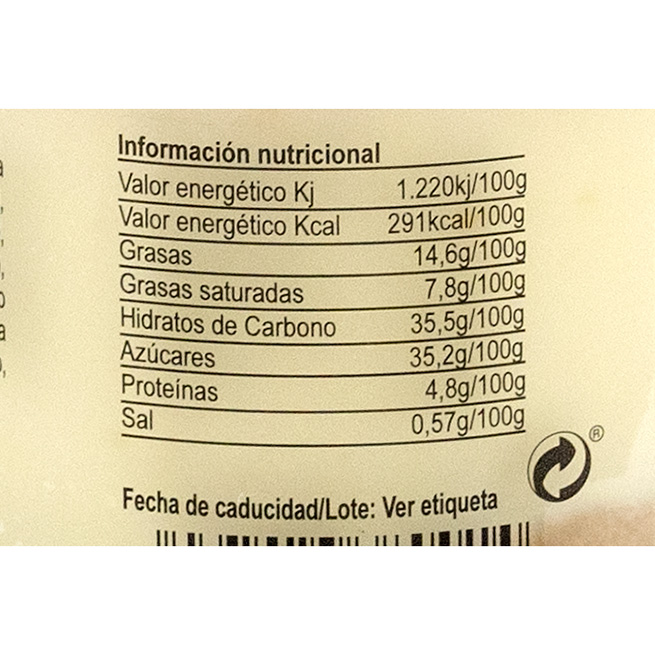 Información nutricional
Valor energético Kj 1.220kj/100g
Valor energético Kcal 291kcal/100g
Grasas 14,6g/100g
Grasas saturadas 7,8g/100g
Hidratos de Carbono 35,5g/100g
Azúcares 35,2g/100g
Proteínas 4,8g/100g
Sal 0,57g/100g
®
Fecha de caducidad/Lote: Ver etiqueta